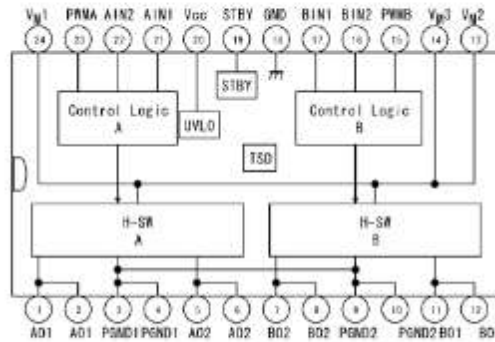 VM1 PWMA AIN2 AIN1 Vcc STBY GND BIN1 BIN2 PWMB VM3 VM2
24 23 22 21 20 19 18 17 16 15 14 13
STBY
Control Logic
A
UVLO
Control Logic
B
TSD
H-SW
A
H-SW
B
1 2 3 4 5 6 7 8 9 10 11 12
AO1 AO1 PGND1 PGND1 AO2 AO2 BO2 BO2 PGND2 PGND2 BO1 BO